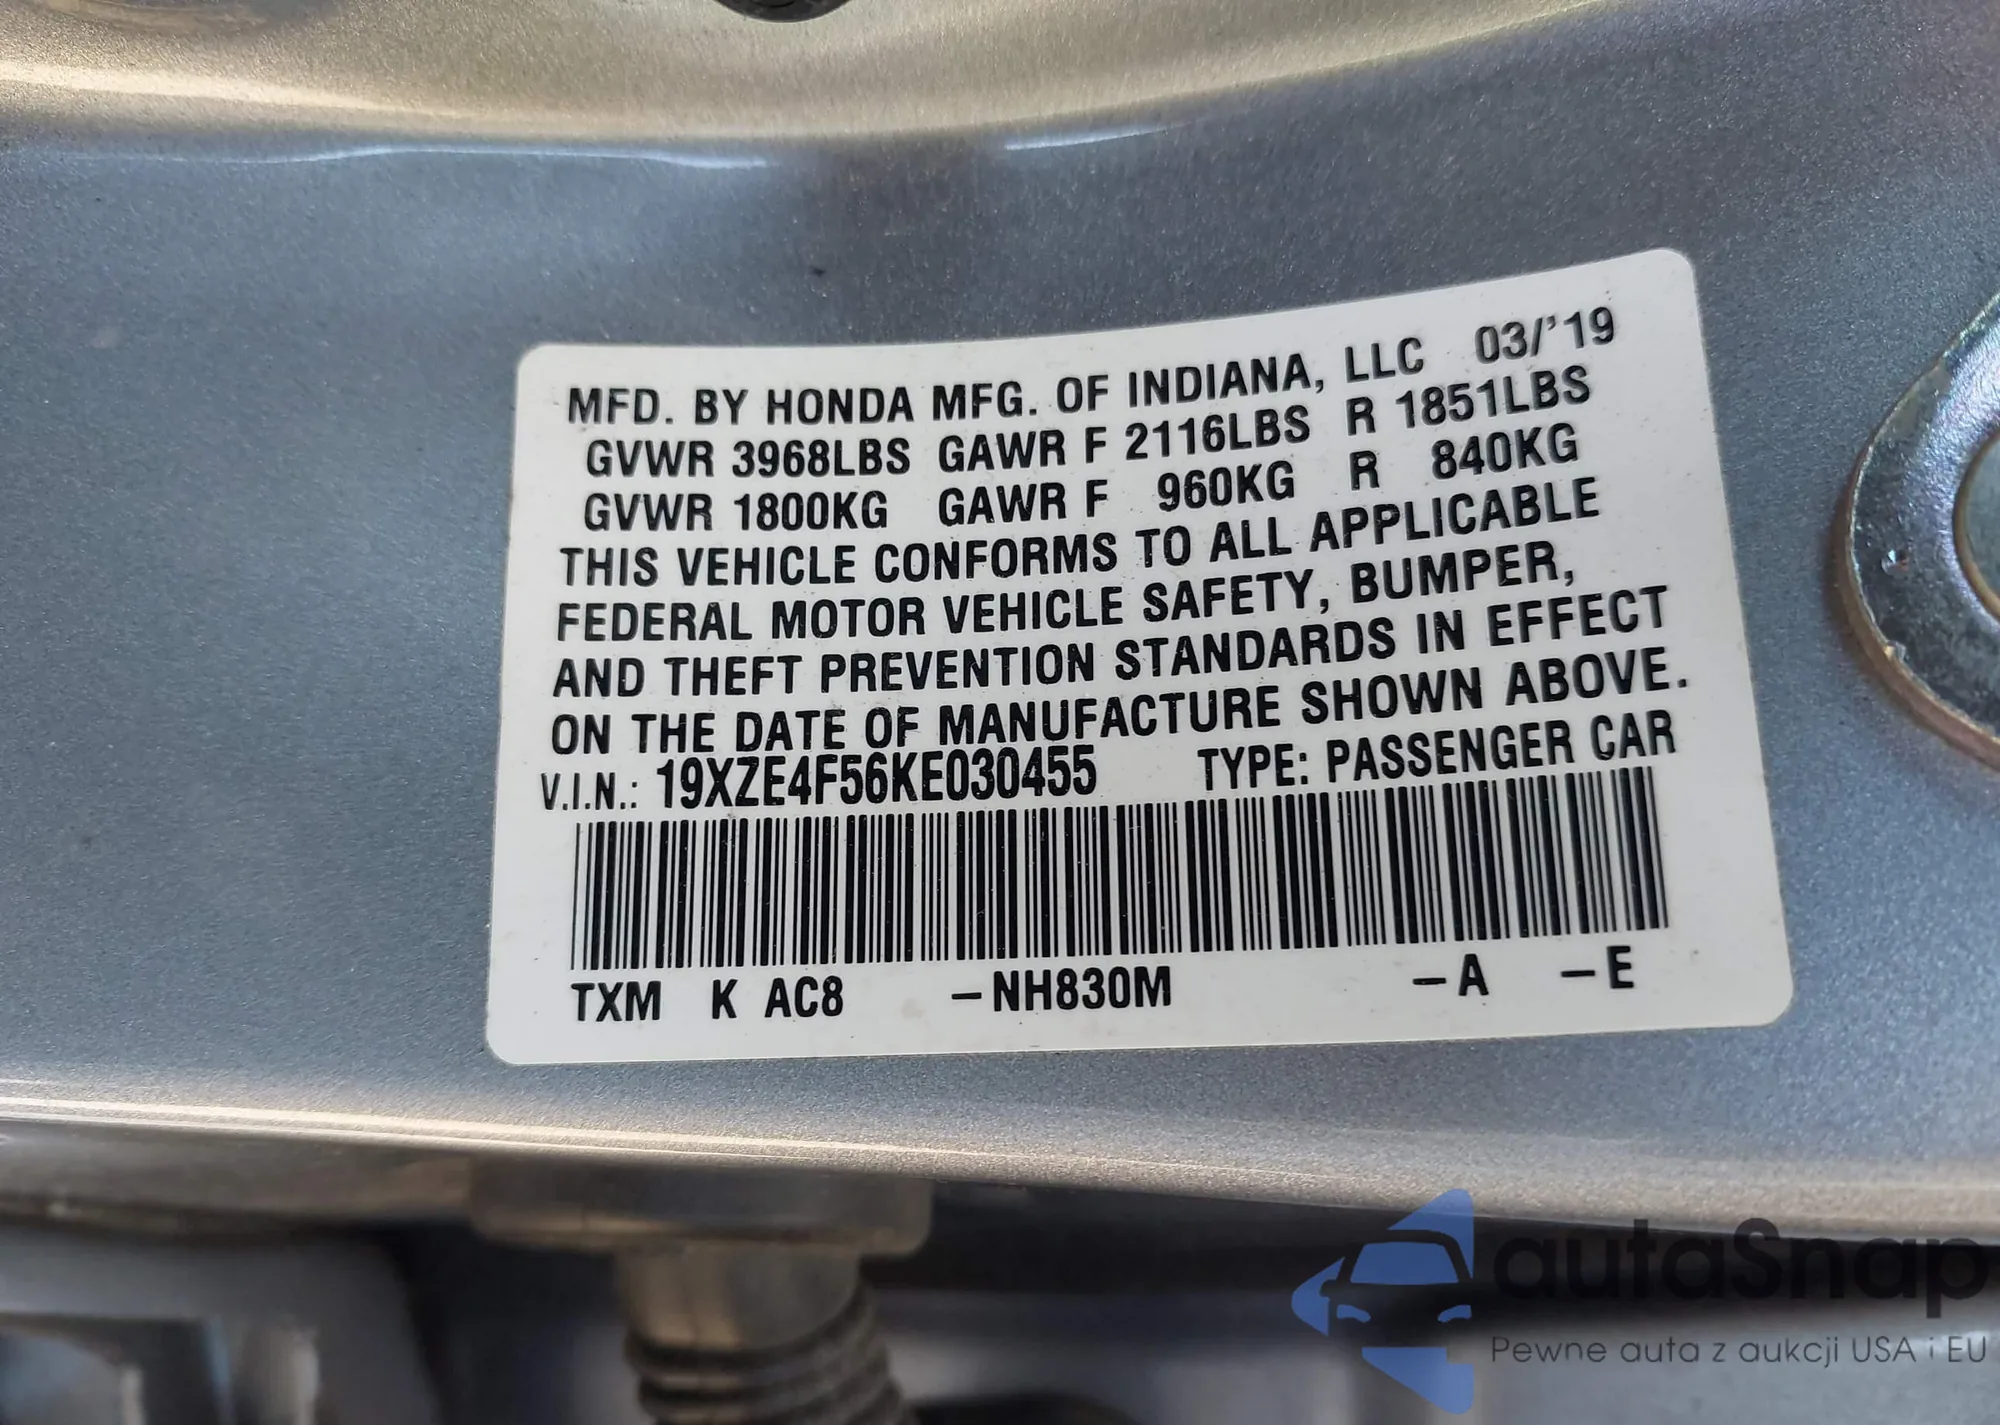 MFD. BY HONDA MFG. OF INDIANA, LLC 03/'19
GVWR 3968LBS GAWR F 2116LBS R 1851LBS
GVWR 1800KG GAWR F 960KG R 840KG
THIS VEHICLE CONFORMS TO ALL APPLICABLE
FEDERAL MOTOR VEHICLE SAFETY, BUMPER,
AND THEFT PREVENTION STANDARDS IN EFFECT
ON THE DATE OF MANUFACTURE SHOWN ABOVE.
V.I.N.: 19XZE4F56KE030455 TYPE: PASSENGER CAR
TXM K AC8 -NH830M -A -E
autaSnap
Pewne auta z aukcji USA i EU